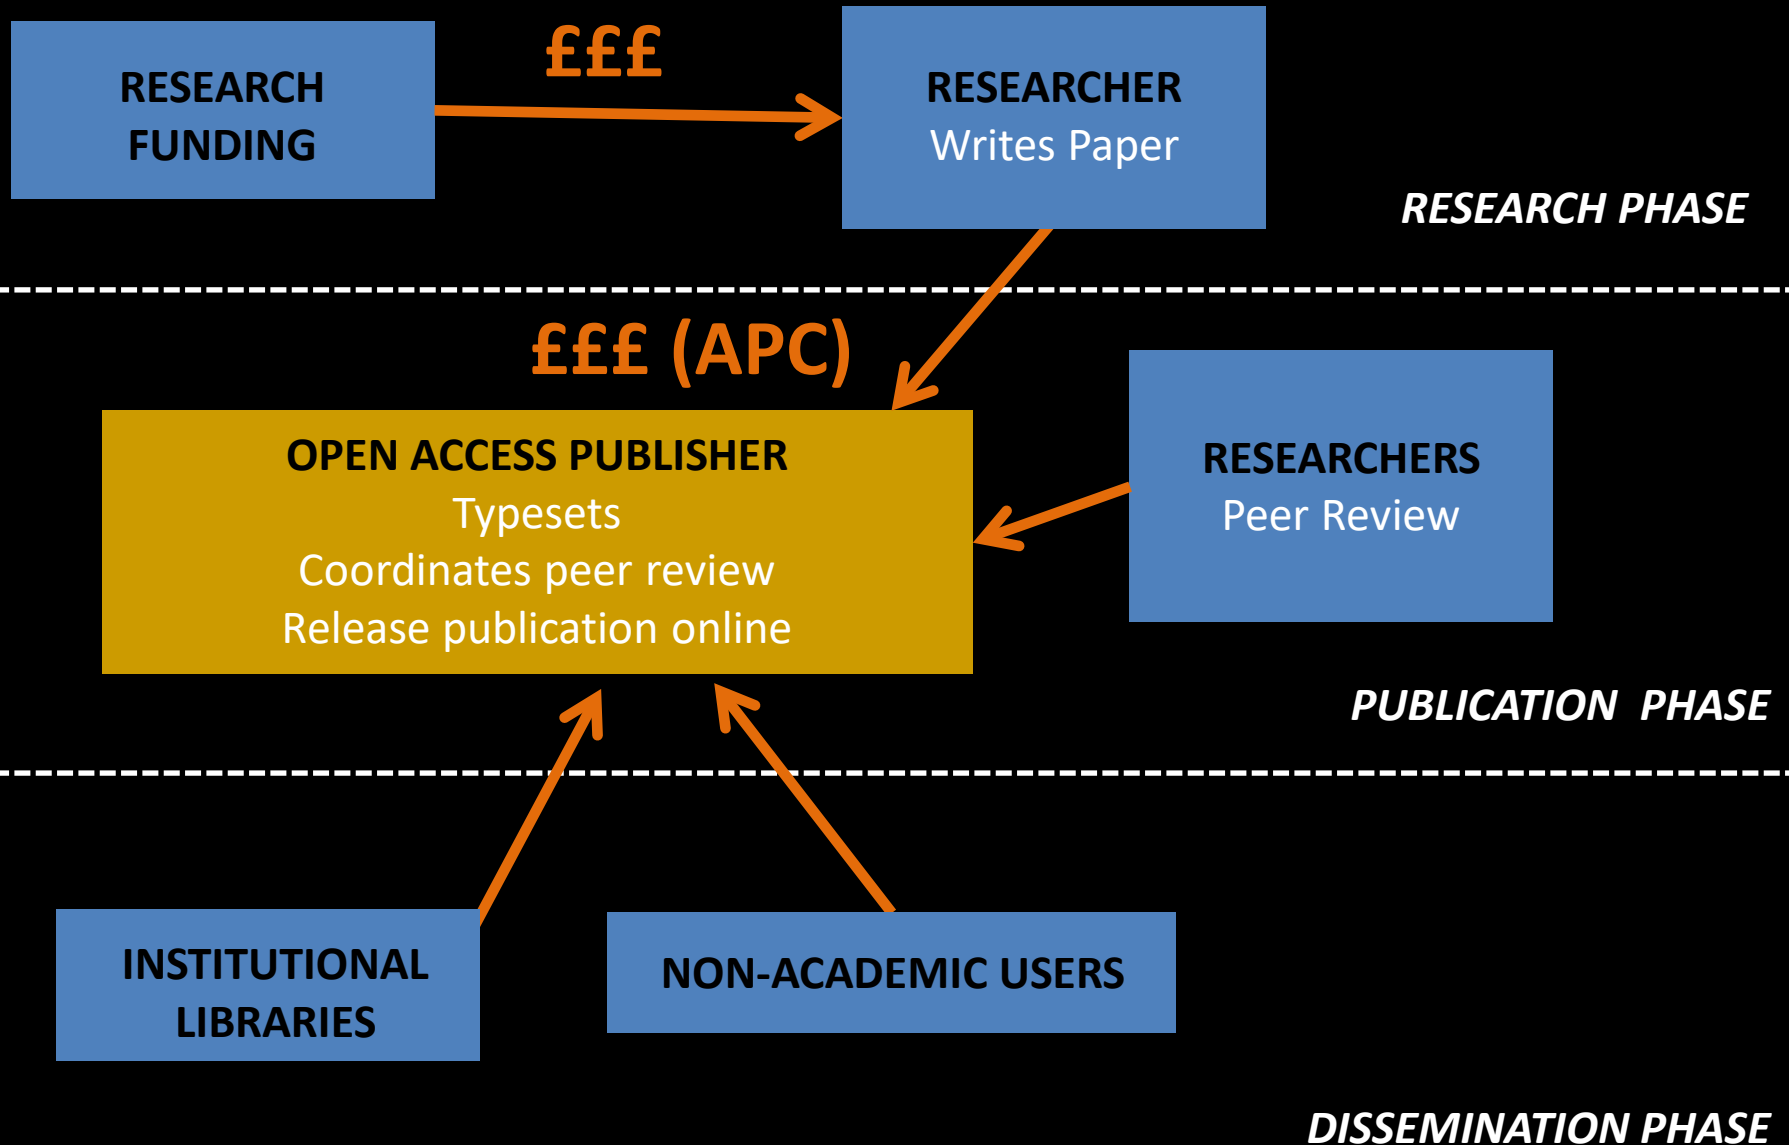 RESEARCH
FUNDING
£££
RESEARCHER
Writes Paper
RESEARCH PHASE
£££ (APC)
OPEN ACCESS PUBLISHER
Typesets
Coordinates peer review
Release publication online
RESEARCHERS
Peer Review
PUBLICATION  PHASE
INSTITUTIONAL
LIBRARIES
NON-ACADEMIC USERS
DISSEMINATION PHASE